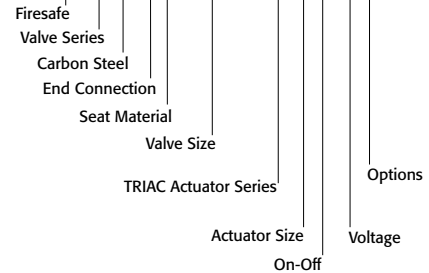 Firesafe
Valve Series
Carbon Steel
End Connection
Seat Material
Valve Size
TRIAC Actuator Series
Options
Actuator Size
Voltage
On-Off